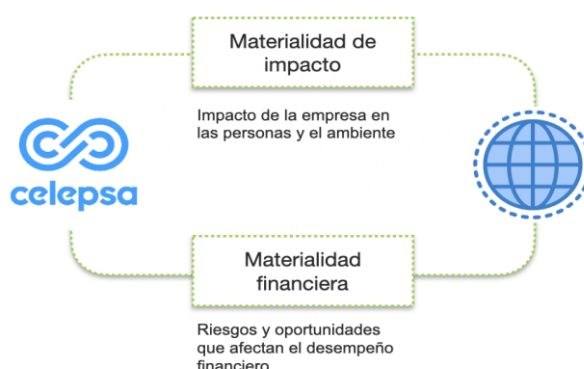 Materialidad de
impacto
Impacto de la empresa en
las personas y el ambiente
celepsa
Materialidad
financiera
Riesgos y oportunidades
que afectan el desempeño
financiero